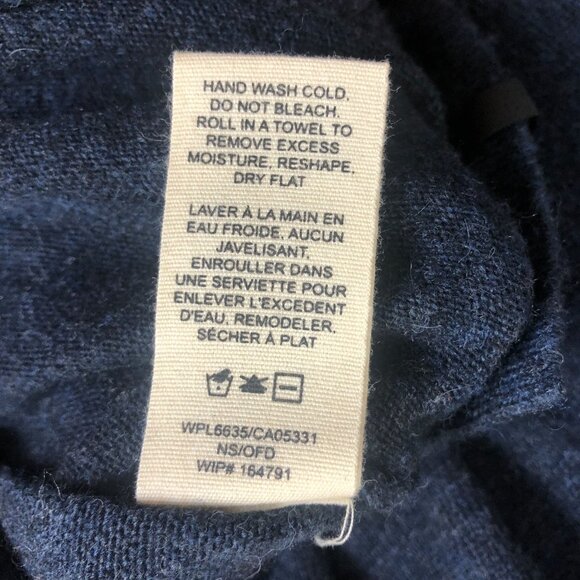 HAND WASH COLD,
DO NOT BLEACH.
ROLL IN A TOWEL TO
REMOVE EXCESS
MOISTURE, RESHAPE,
DRY FLAT
LAVER À LA MAIN EN
EAU FROIDE, AUCUN
JAVELISANT.
ENROULLER DANS
UNE SERVIETTE POUR
ENLEVER L'EXCEDENT
D'EAU, REMODELER.
SÉCHER À PLAT
WPL6635/CA05331
NS/OFD
WIP# 164791